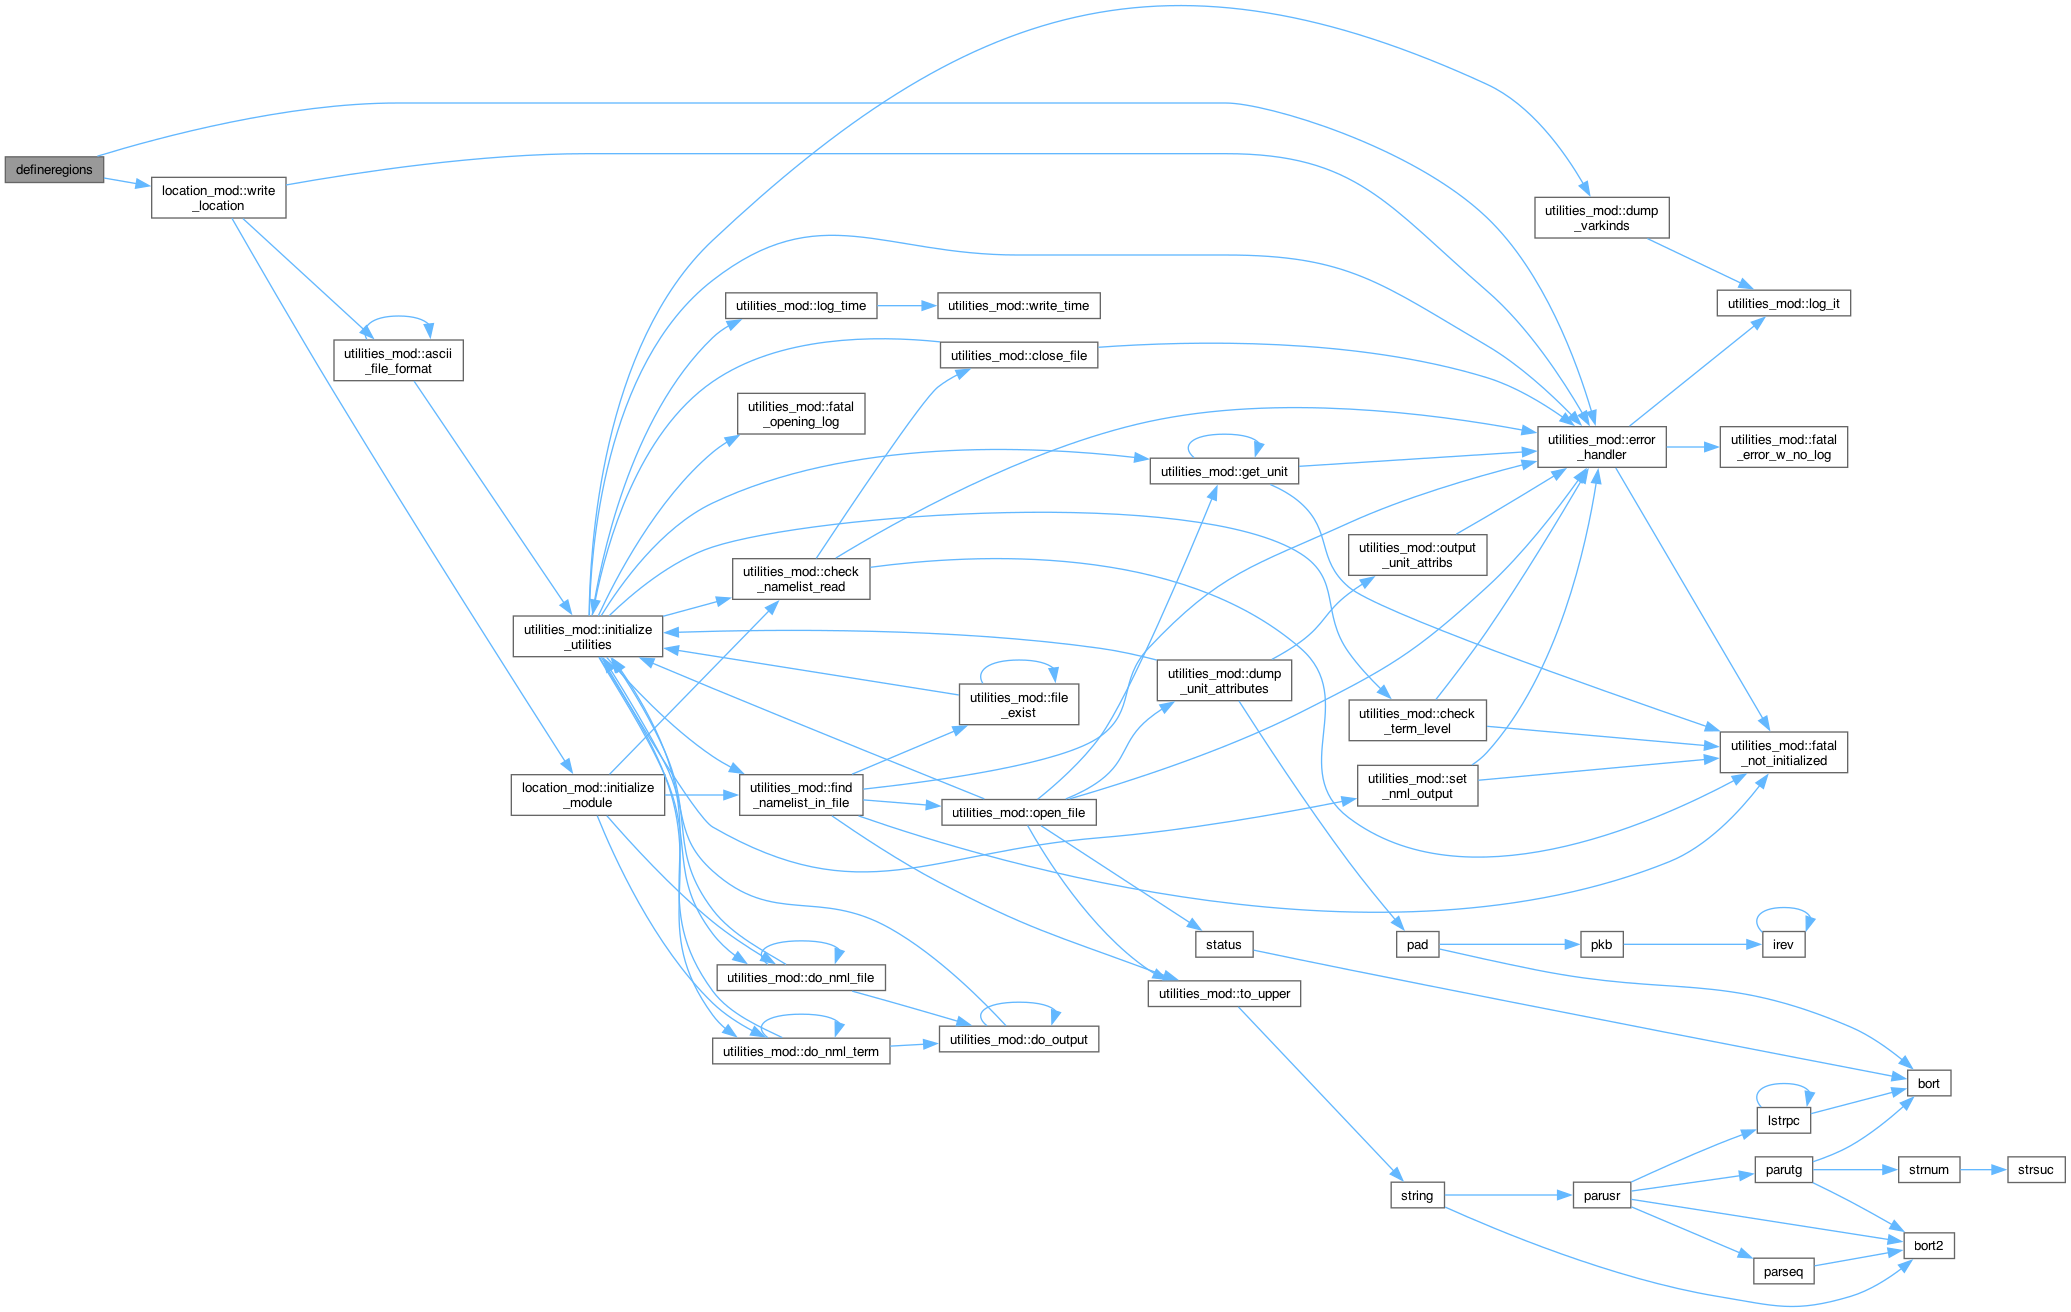 defineregions
location_mod::write
_location
utilities_mod::ascii
_file_format
utilities_mod::initialize
_utilities
location_mod::initialize
_module
utilities_mod::log_time
utilities_mod::write_time
utilities_mod::close_file
utilities_mod::fatal
_opening_log
utilities_mod::check
_namelist_read
utilities_mod::find
_namelist_in_file
utilities_mod::do_nml_file
utilities_mod::do_nml_term
utilities_mod::file
_exist
utilities_mod::open_file
utilities_mod::do_output
utilities_mod::get_unit
utilities_mod::dump
_unit_attributes
status
utilities_mod::to_upper
utilities_mod::output
_unit_attribs
utilities_mod::check
_term_level
utilities_mod::set
_nml_output
pad
string
utilities_mod::dump
_varkinds
utilities_mod::error
_handler
pkb
parusr
utilities_mod::log_it
utilities_mod::fatal
_error_w_no_log
utilities_mod::fatal
_not_initialized
irev
lstrpc
parutg
parseq
bort
strnum
bort2
strsuc